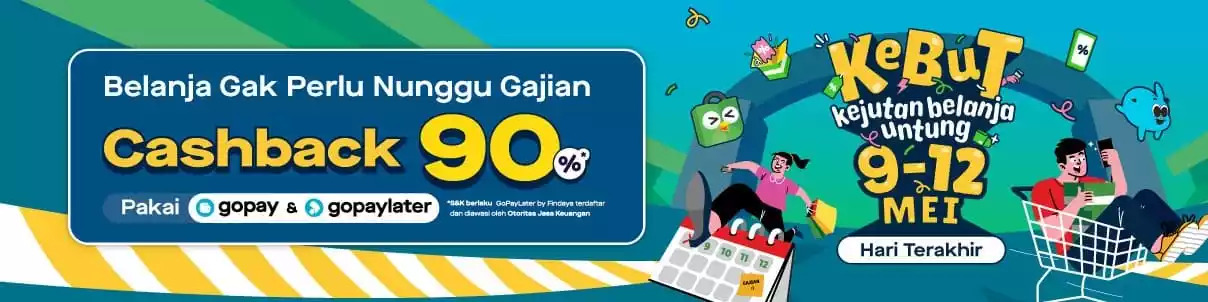 Belanja Gak Perlu Nunggu Gajian
Cashback 90%*
Pakai gopay & gopaylater
*S&K berlaku GoPayLater by Findaya terdaftar
dan diawasi oleh Otoritas Jasa Keuangan
KeBUT
kejutan belanja
untung
9-12
MEI
Hari Terakhir
9 10 11 12
GAJIAN
%
%